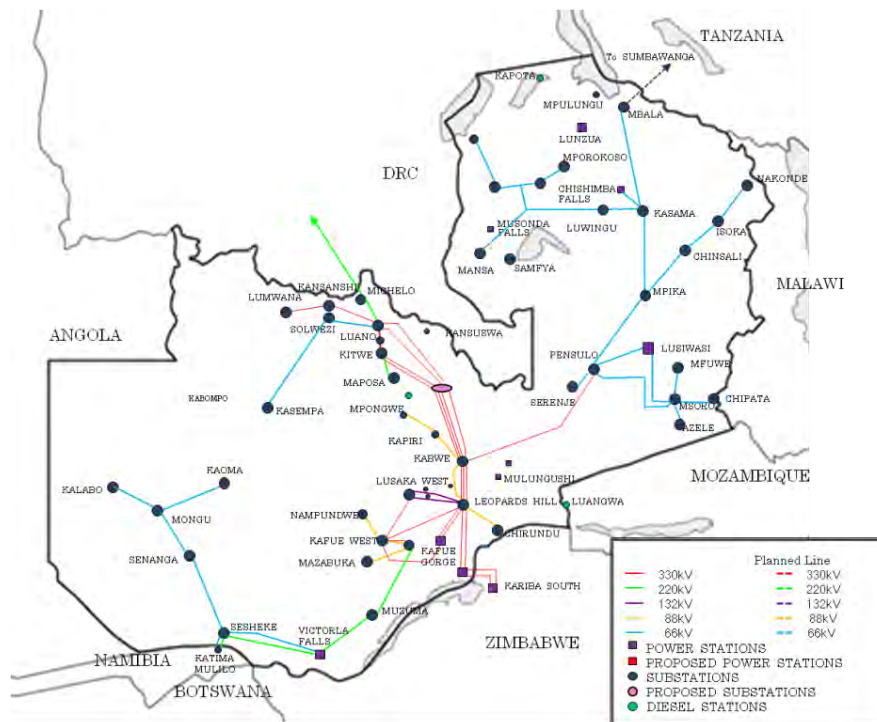 TANZANIA
To SUMBAWANGA
KAPOTA
MPULUNGU
MBALA
LUNZUA
DRC
MPOROKOSO
NAKONDE
CHISHIMBA
FALLS
KASAMA
MUSONDA
FALLS
LUWINGU
ISOKA
CHINSALI
MANSA
SAMFYA
MALAWI
KANSANSHI
MICHELO
LUMWANA
MPIKA
ANGOLA
SOLWEZI
LUANO
KANSUSWA
KITWE
PENSULO
LUSIWASI
MFUWE
MAPOSA
KABOMPO
SERENJE
CHIPATA
KASEMPA
MPONGWE
MSORO
AZELE
KAPIRI
KABWE
MOZAMBIQUE
KAOMA
LUSAKA WEST
MULUNGUSHI
KALABO
LEOPARDS HILL
LUANGWA
MONGU
NAMPUNDWE
KAFUE WEST
CHIRUNDU
SENANGA
MAZABUKA
KAFUE
GORGE
KARIBA SOUTH
MUZUMA
SESHEKE
VICTORLA
FALLS
ZIMBABWE
NAMIBIA
KATIMA
MULILO
BOTSWANA
Planned Line
330kV 330kV
220kV 220kV
132kV 132kV
88kV 88kV
66kV 66kV
POWER STATIONS
PROPOSED POWER STATIONS
SUBSTATIONS
PROPOSED SUBSTATIONS
DIESEL STATIONS